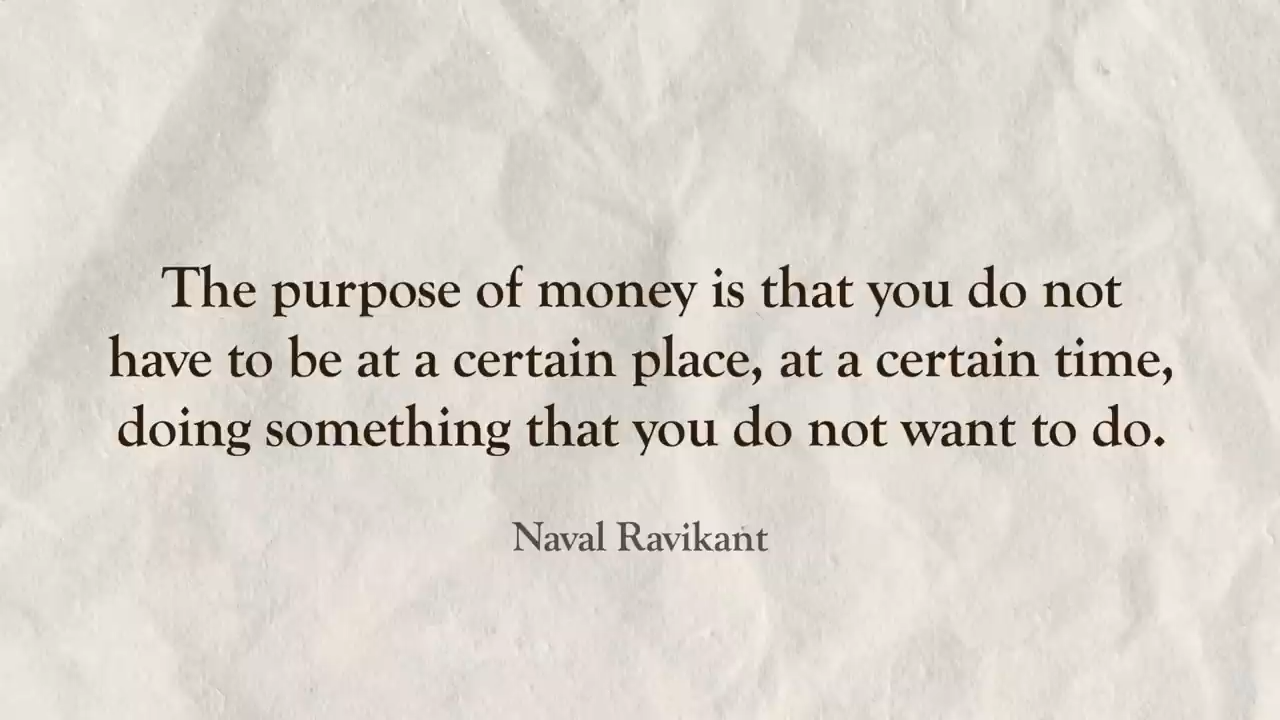 The purpose of money is that you do not
have to be at a certain place, at a certain time,
doing something that you do not want to do.
Naval Ravikant